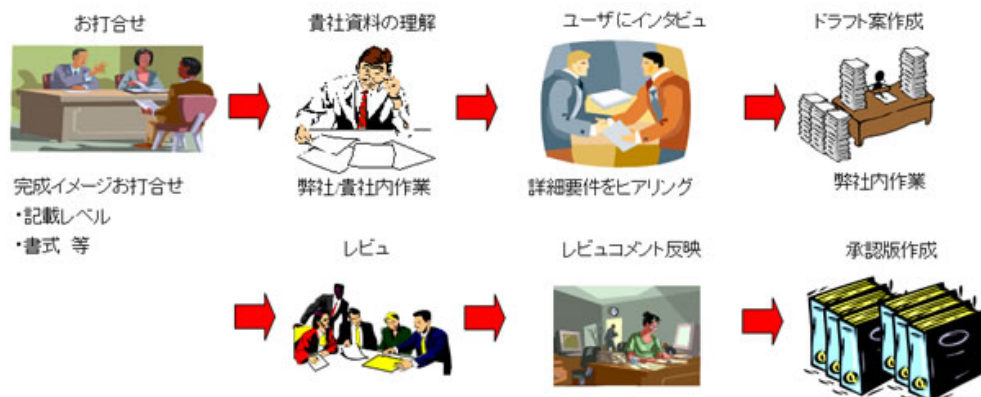 お打合せ
貴社資料の理解
ユーザにインタビュ
ドラフト案作成
完成イメージお打合せ
・記載レベル
・書式 等
弊社/貴社内作業
詳細要件をヒアリング
弊社内作業
レビュ
レビュコメント反映
承認版作成